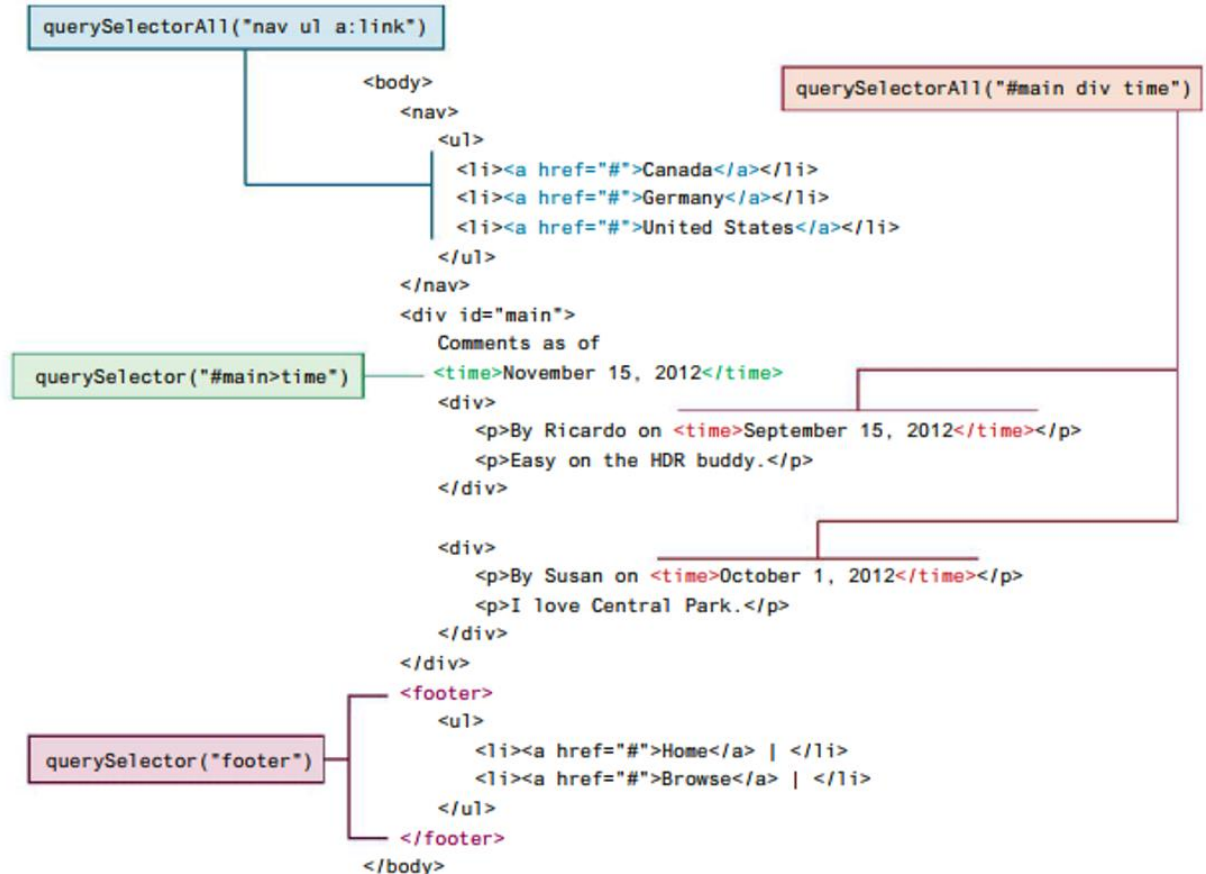 querySelectorAll("nav ul a:link")
<body>
querySelectorAll("#main div time")
<nav>
<ul>
<li><a href="#">Canada</a></li>
<li><a href="#">Germany</a></li>
<li><a href="#">United States</a></li>
</ul>
</nav>
<div id="main">
Comments as of
querySelector("#main>time")
<time>November 15, 2012</time>
<div>
<p>By Ricardo on <time>September 15, 2012</time></p>
<p>Easy on the HDR buddy.</p>
</div>
<div>
<p>By Susan on <time>October 1, 2012</time></p>
<p>I love Central Park.</p>
</div>
</div>
<footer>
<ul>
querySelector("footer")
<li><a href="#">Home</a> | </li>
<li><a href="#">Browse</a> | </li>
</ul>
</footer>
</body>